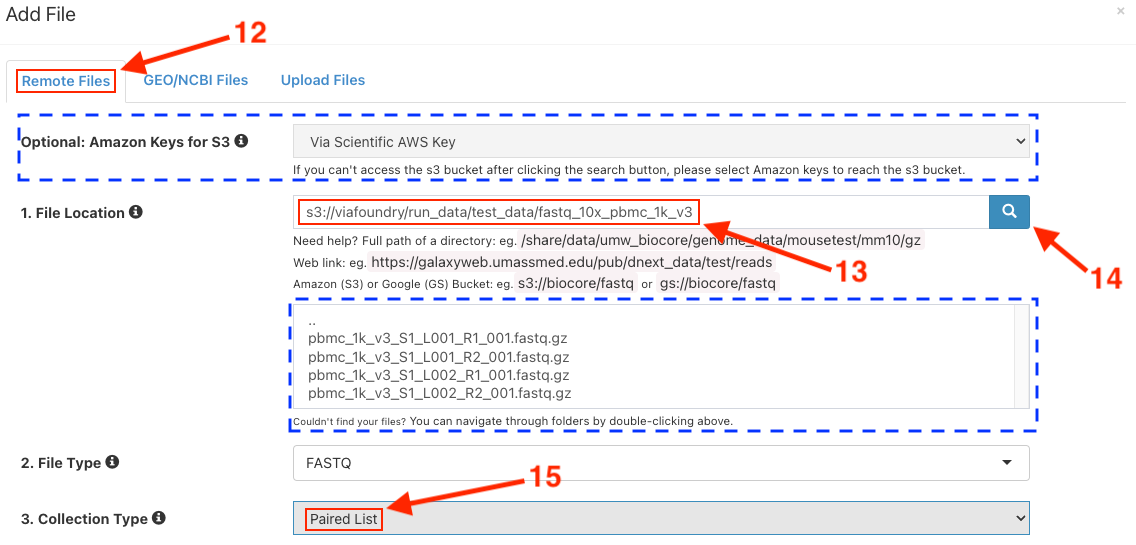 Add File
×
12
Remote Files GEO/NCBI Files Upload Files
Optional: Amazon Keys for S3 Via Scientific AWS Key
If you can't access the s3 bucket after clicking the search button, please select Amazon keys to reach the s3 bucket.
1. File Location s3://viafoundry/run_data/test_data/fastq_10x_pbmc_1k_v3
Need help? Full path of a directory: eg. /share/data/umw_biocore/genome_data/mousetest/mm10/gz
Web link: eg. https://galaxyweb.umassmed.edu/pub/dnext_data/test/reads
13
14
Amazon (S3) or Google (GS) Bucket: eg. s3://biocore/fastq or gs://biocore/fastq
..
pbmc_1k_v3_S1_L001_R1_001.fastq.gz
pbmc_1k_v3_S1_L001_R2_001.fastq.gz
pbmc_1k_v3_S1_L002_R1_001.fastq.gz
pbmc_1k_v3_S1_L002_R2_001.fastq.gz
Couldn't find your files? You can navigate through folders by double-clicking above.
2. File Type FASTQ
15
3. Collection Type Paired List